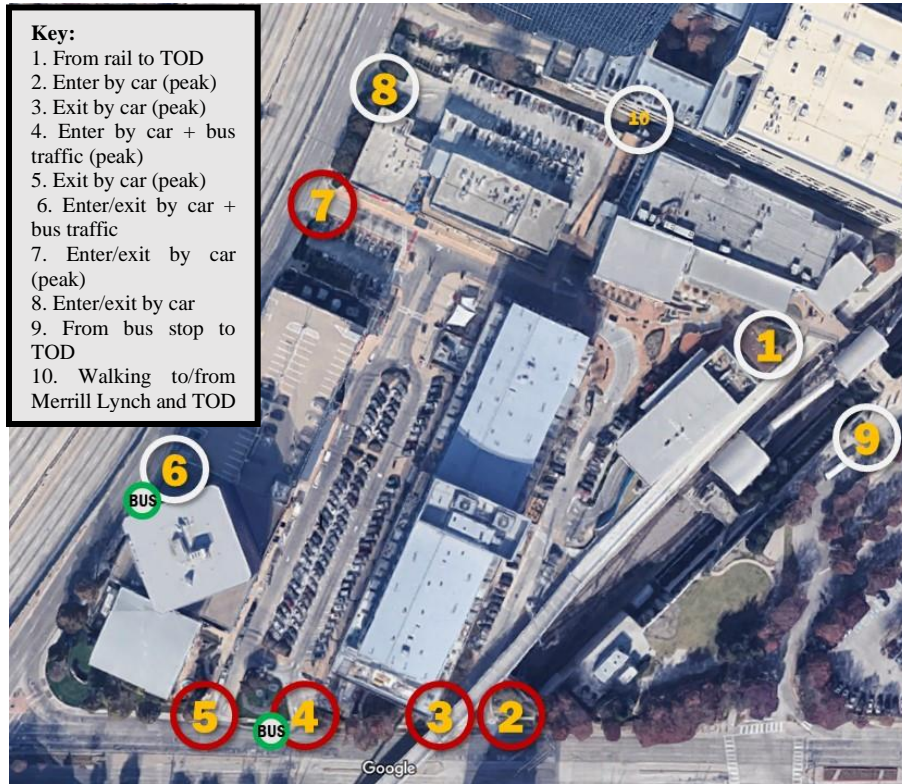 Key:
1. From rail to TOD
2. Enter by car (peak)
3. Exit by car (peak)
4. Enter by car + bus
traffic (peak)
5. Exit by car (peak)
6. Enter/exit by car +
bus traffic
7. Enter/exit by car
(peak)
8. Enter/exit by car
9. From bus stop to
TOD
10. Walking to/from
Merrill Lynch and TOD
8
10
7
1
9
6
BUS
5
BUS
4
3
2
Google